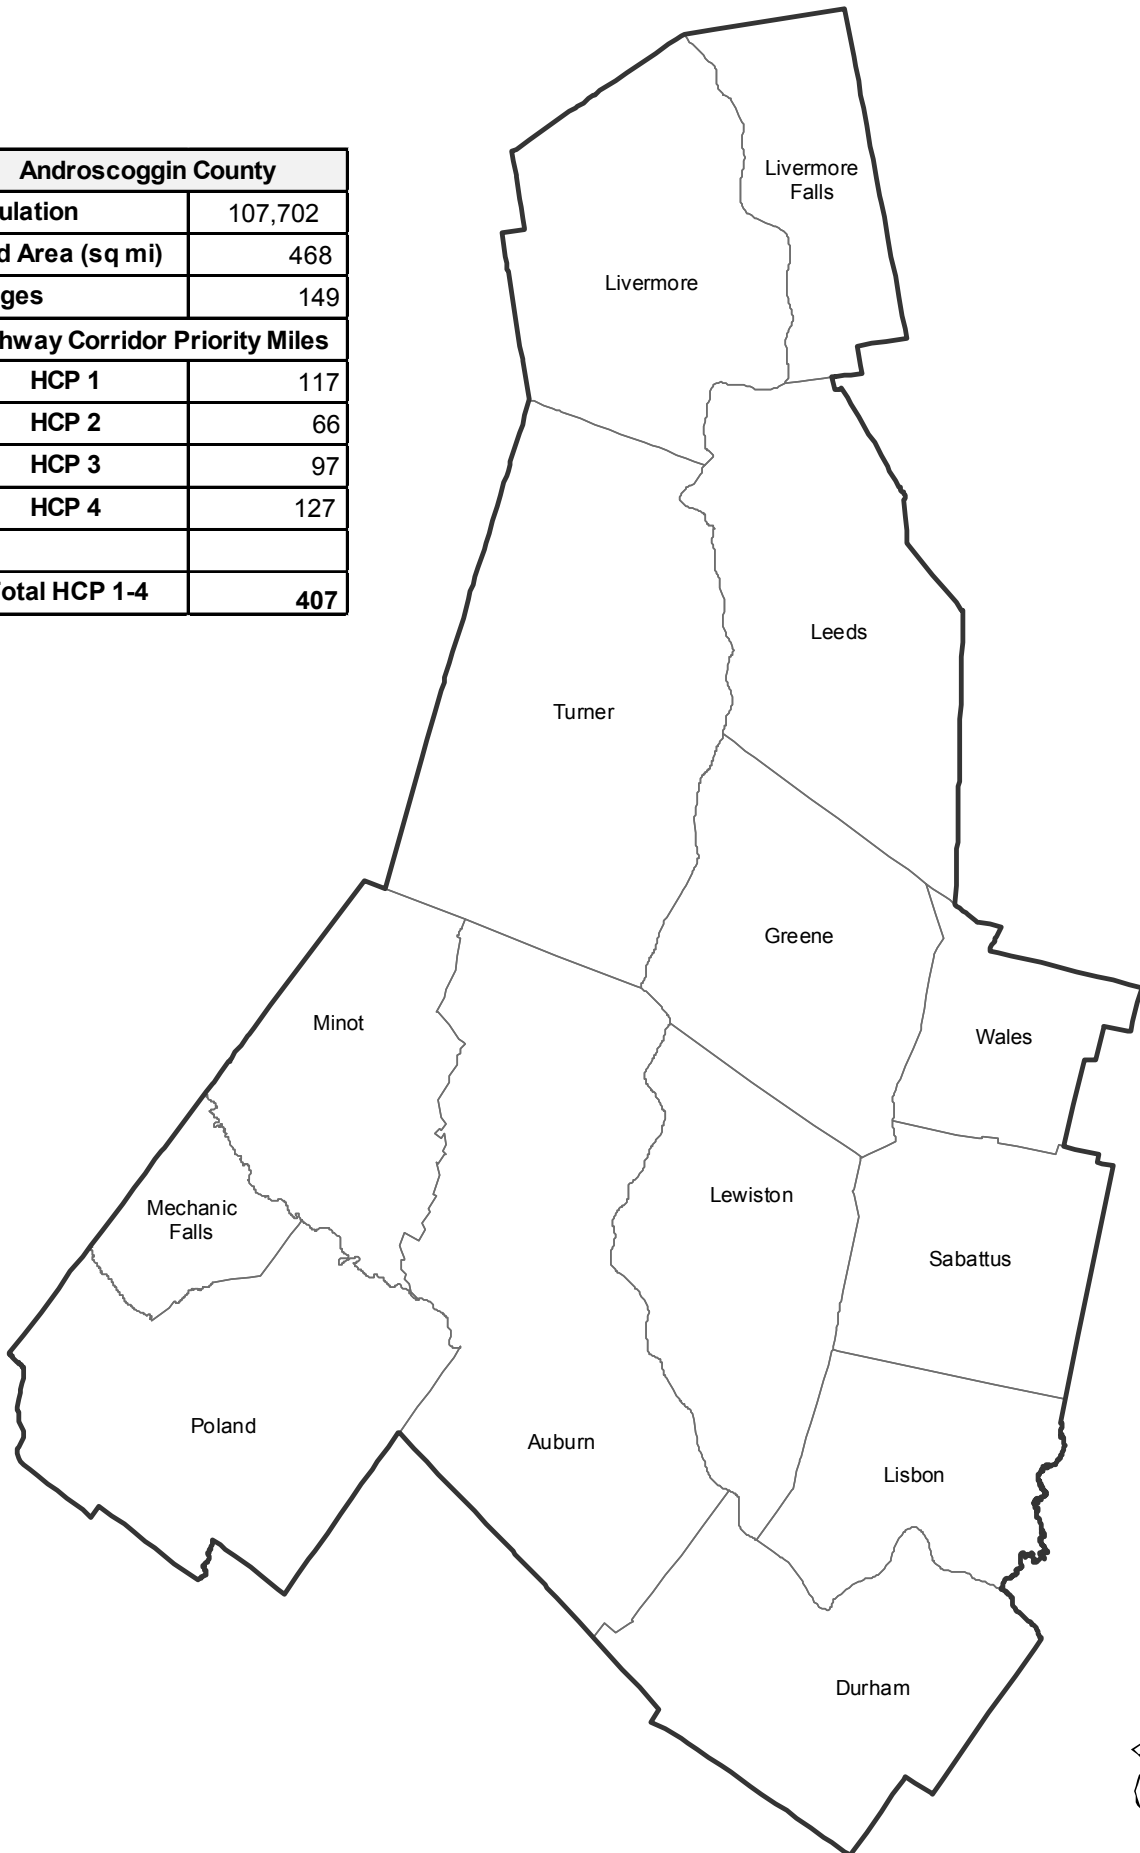 Androscoggin County
ulation 107,702
d Area (sq mi) 468
ges 149
hway Corridor Priority Miles
HCP 1 117
HCP 2 66
HCP 3 97
HCP 4 127
otal HCP 1-4 407
Livermore
Falls
Livermore
Leeds
Turner
Greene
Minot
Wales
Lewiston
Mechanic
Falls
Sabattus
Poland
Auburn
Lisbon
Durham